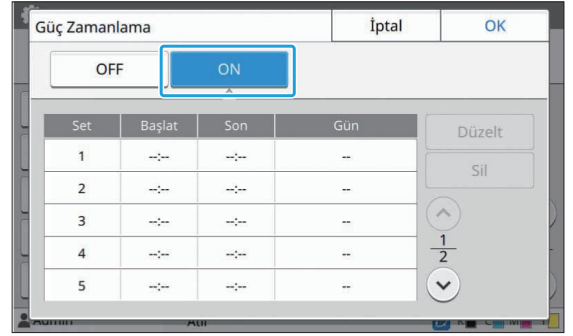 Güç Zamanlama İptal OK
OFF ON
Set Başlat Son Gün Düzelt
1 --:-- --:-- --
Sil
2 --:-- --:-- --
3 --:-- --:-- --
1
4 --:-- --:-- --
2
5 --:-- --:-- --
Admin